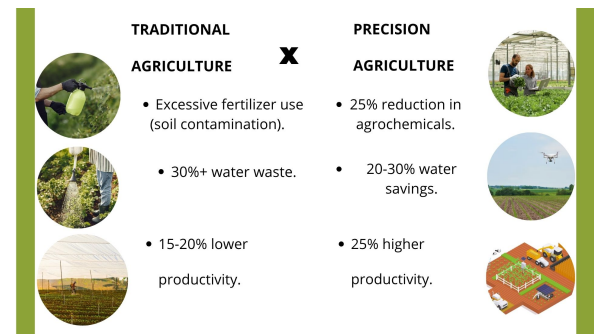 TRADITIONAL
AGRICULTURE
X
PRECISION
AGRICULTURE
• Excessive fertilizer use
(soil contamination).
• 30%+ water waste.
• 15-20% lower
productivity.
• 25% reduction in
agrochemicals.
• 20-30% water
savings.
• 25% higher
productivity.